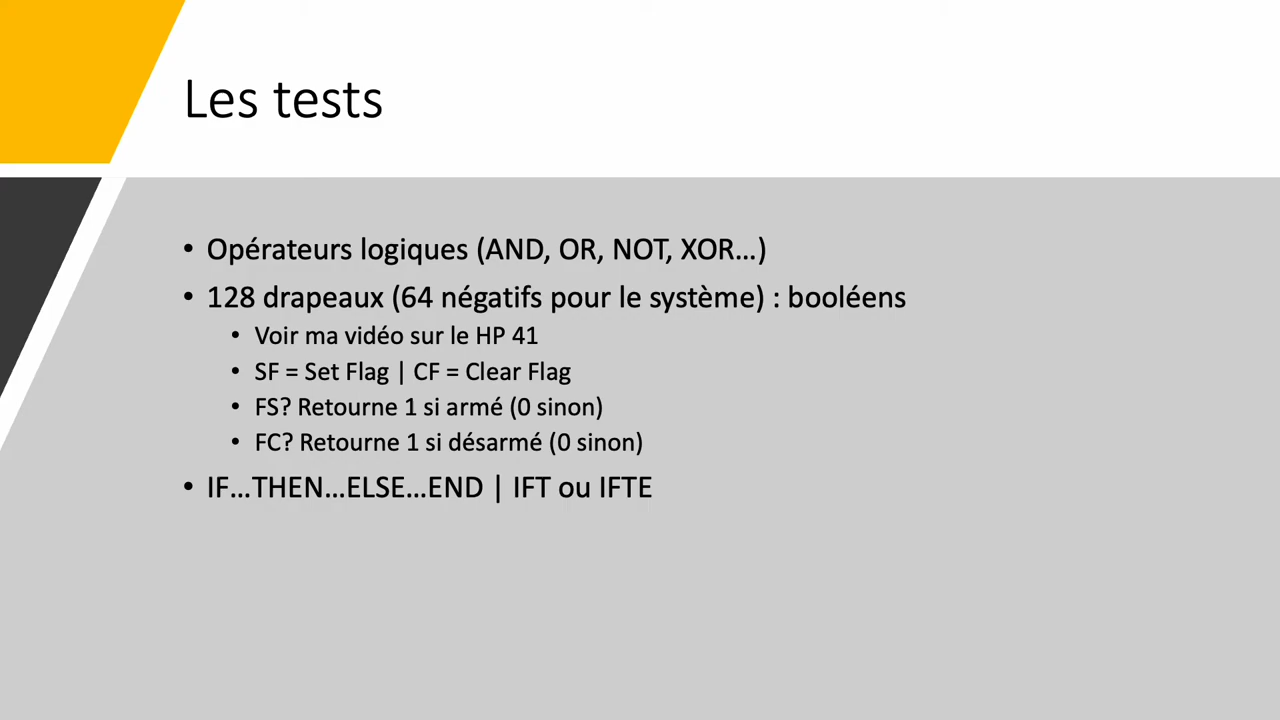 Les tests
• Opérateurs logiques (AND, OR, NOT, XOR…)
• 128 drapeaux (64 négatifs pour le système) : booléens
• Voir ma vidéo sur le HP 41
• SF = Set Flag | CF = Clear Flag
• FS? Retourne 1 si armé (0 sinon)
• FC? Retourne 1 si désarmé (0 sinon)
• IF…THEN…ELSE…END | IFT ou IFTE